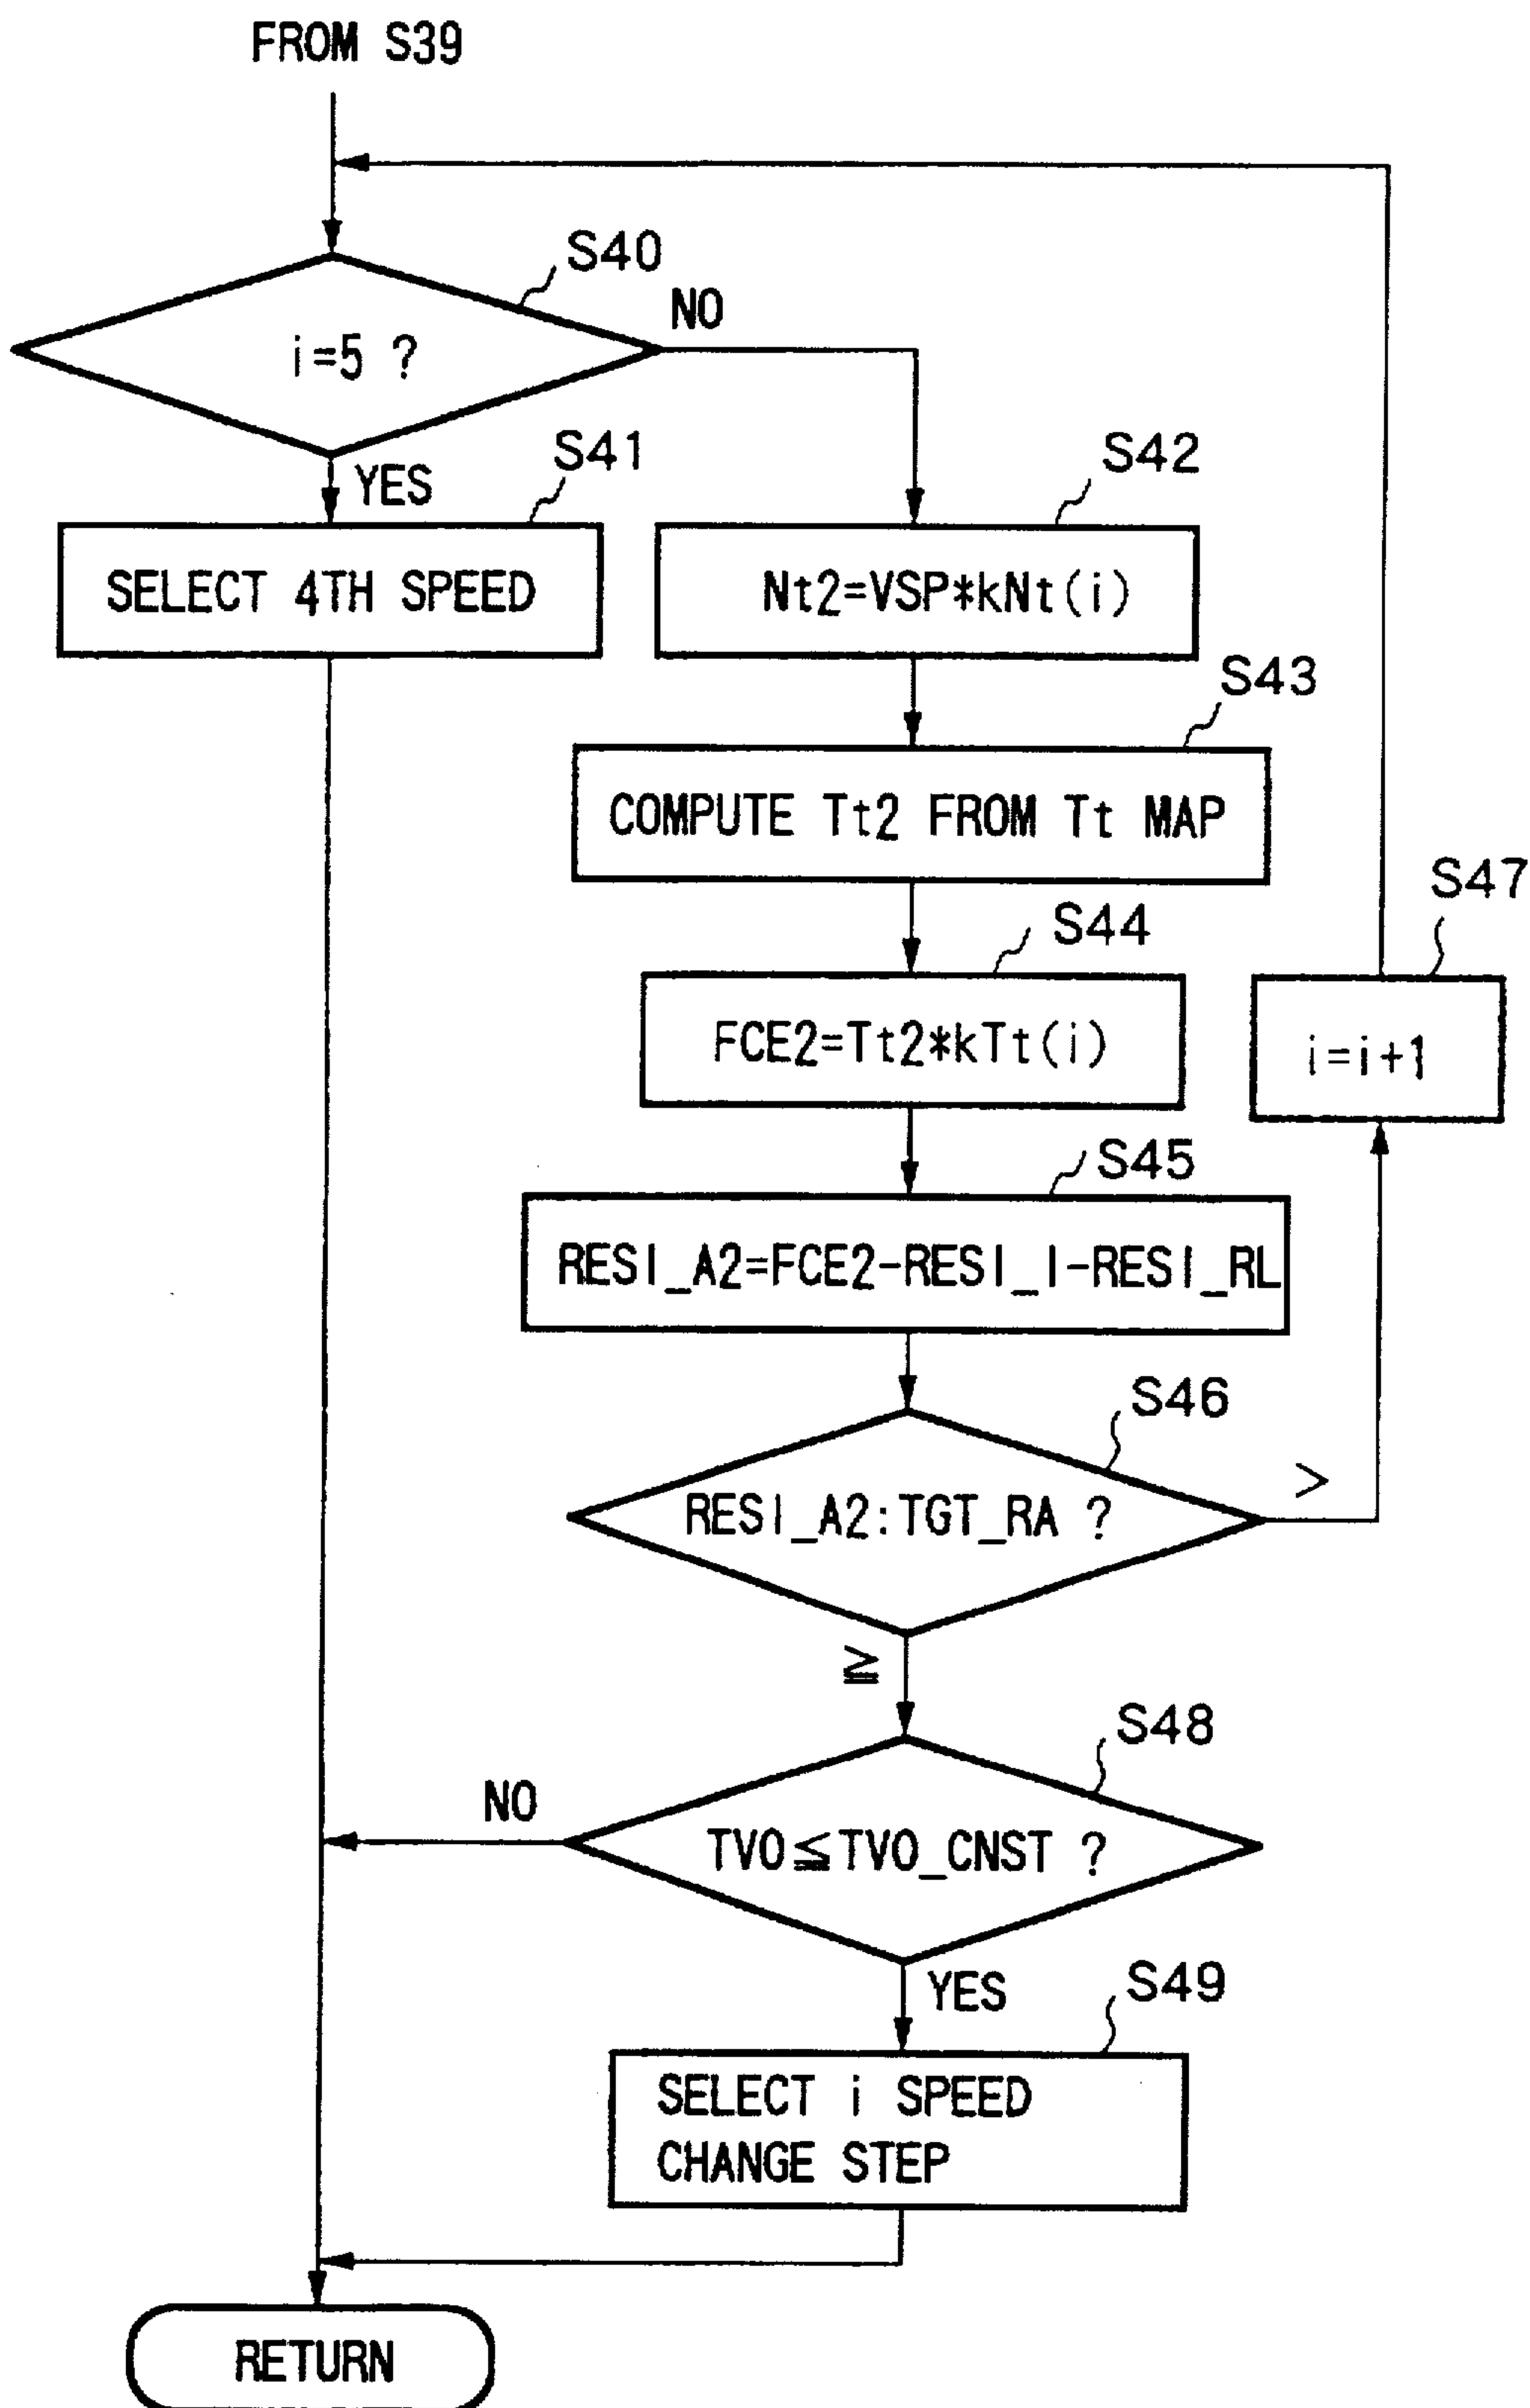 FROM S39
S40
i=5 ?
NO
YES
S41
SELECT 4TH SPEED
S42
Nt2=VSP*kNt(i)
S43
COMPUTE Tt2 FROM Tt MAP
S44
FCE2=Tt2*kTt(i)
S47
i=i+1
S45
RESI_A2=FCE2-RESI_I-RESI_RL
S46
RESI_A2:TGT_RA ?
>
≧
S48
TVO≦TVO_CNST ?
NO
YES
S49
SELECT i SPEED
CHANGE STEP
RETURN